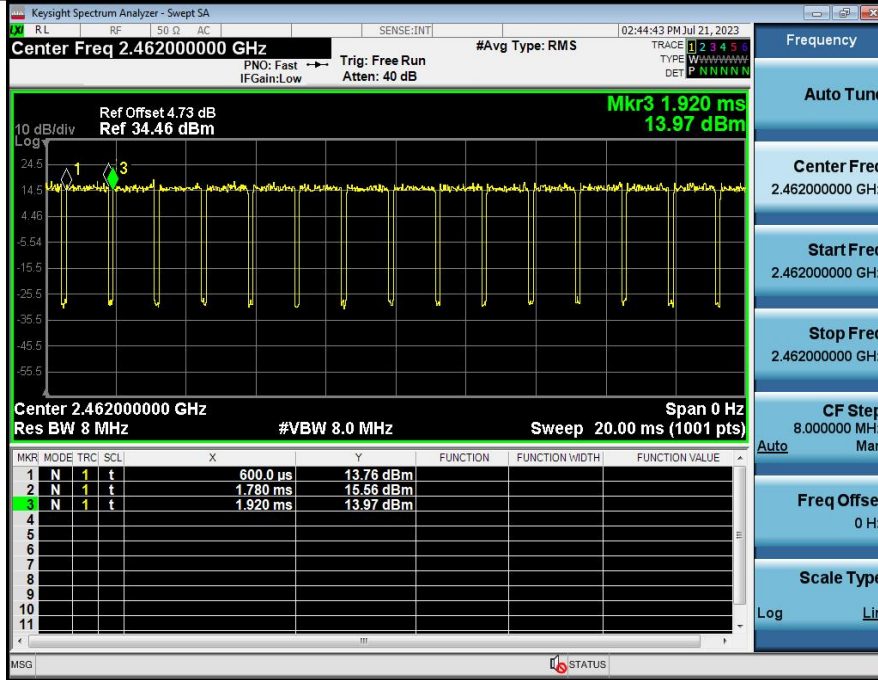 Keysight Spectrum Analyzer - Swept SA
LXI RL RF 50 Ω AC SENSE:INT 02:44:43 PM Jul 21, 2023
Center Freq 2.462000000 GHz #Avg Type: RMS TRACE 1 2 3 4 5 6
PNO: Fast Trig: Free Run TYPE WWWWWW
IFGain:Low Atten: 40 dB DET P N N N N N
Frequency
Auto Tune
Ref Offset 4.73 dB Mkr3 1.920 ms
10 dB/div Ref 34.46 dBm 13.97 dBm
Log
24.5
14.5
4.46
-5.54
-15.5
-25.5
-35.5
-45.5
-55.5
1
3
Center 2.462000000 GHz Span 0 Hz
Res BW 8 MHz #VBW 8.0 MHz Sweep 20.00 ms (1001 pts)
MKR MODE TRC SCL X Y FUNCTION FUNCTION WIDTH FUNCTION VALUE
1 N 1 t 600.0 µs 13.76 dBm
2 N 1 t 1.780 ms 15.56 dBm
3 N 1 t 1.920 ms 13.97 dBm
4
5
6
7
8
9
10
11
MSG STATUS
Center Freq
2.462000000 GHz
Start Freq
2.462000000 GHz
Stop Freq
2.462000000 GHz
CF Step
8.000000 MHz
Auto Man
Freq Offset
0 Hz
Scale Type
Log Lin